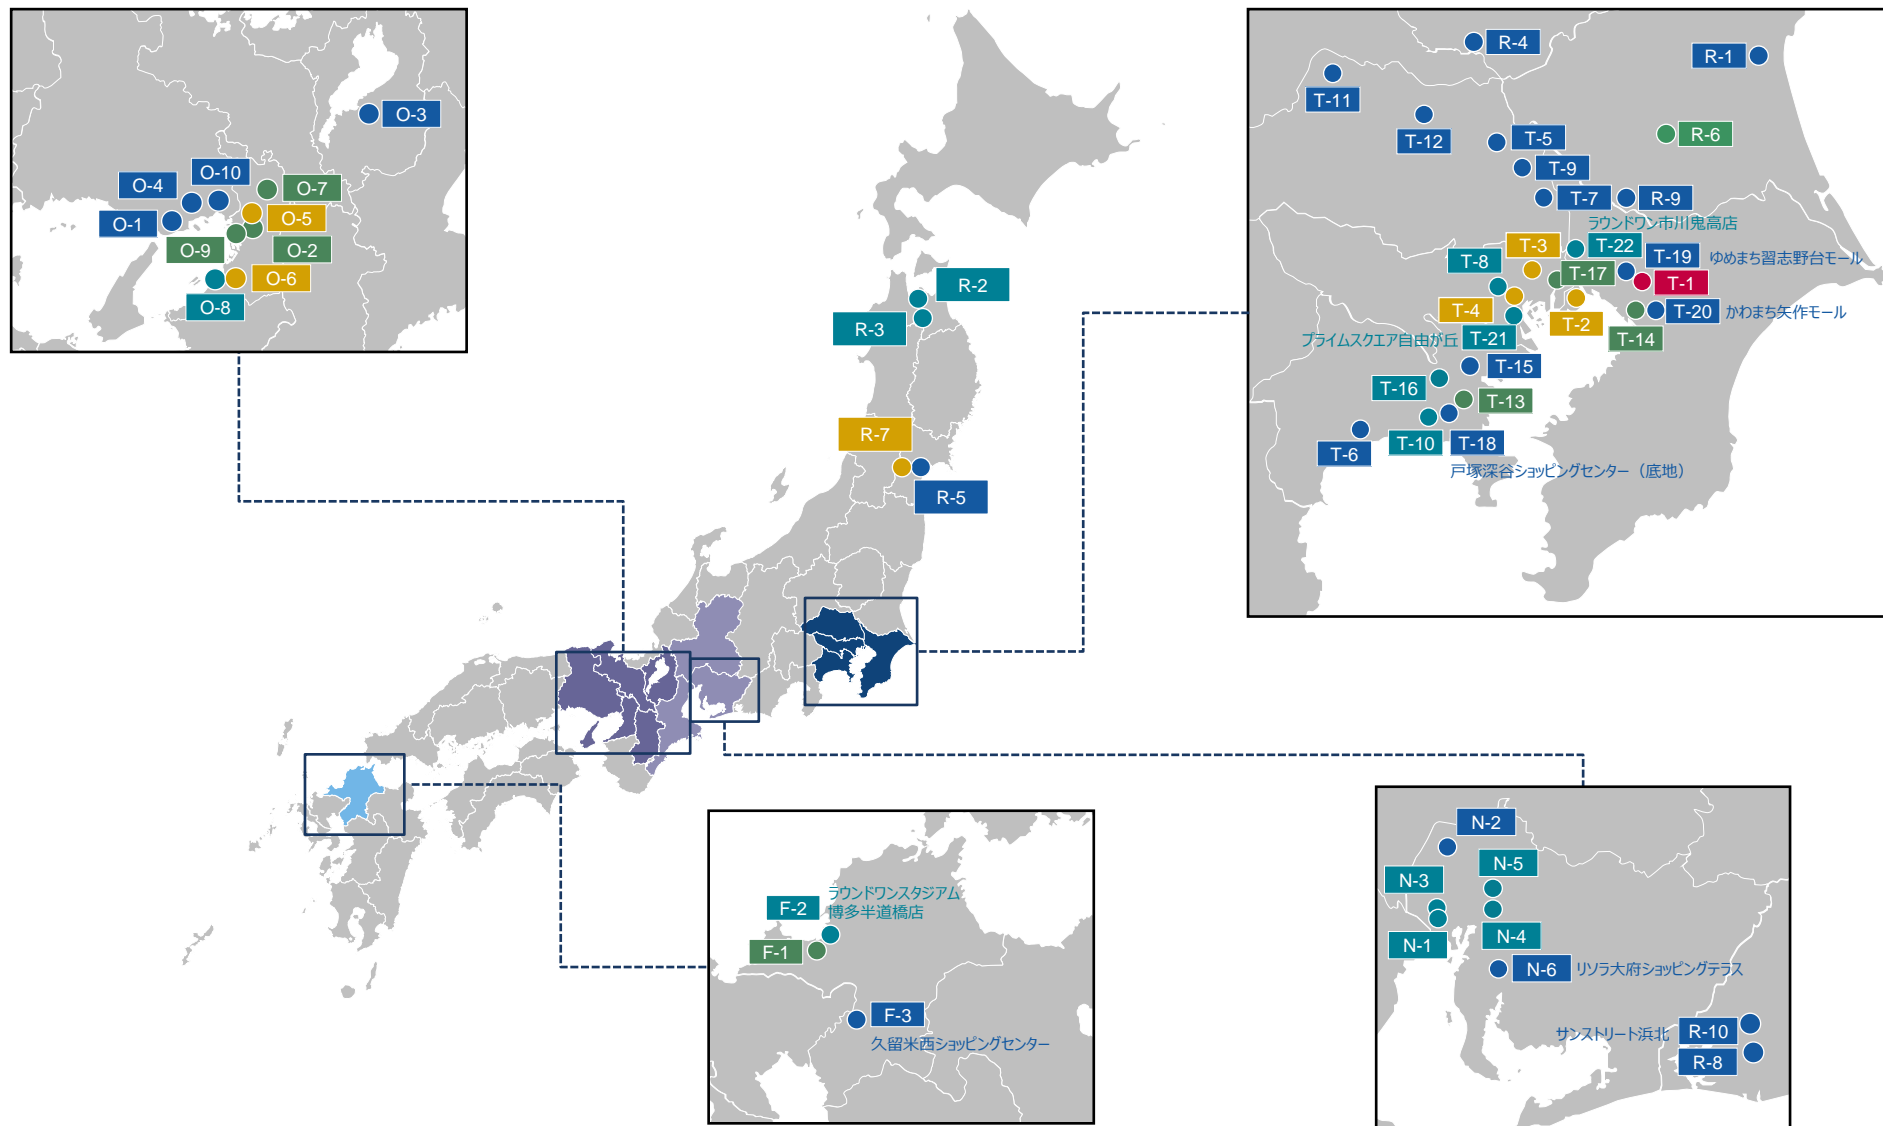 O-3
O-10
O-4
O-7
O-1
O-5
O-9
O-2
O-6
O-8
R-2
R-3
R-7
R-5
R-4
R-1
T-11
T-12
T-5
R-6
T-9
T-7
R-9
ラウンドワン市川鬼高店
T-3
T-22
T-8
T-19 ゆめまち習志野台モール
T-17
T-1
T-4
T-2
T-20 かわまち矢作モール
プライムスクエア自由が丘 T-21
T-14
T-15
T-16
T-13
T-6
T-10
T-18
戸塚深谷ショッピングセンター（底地）
F-2 ラウンドワンスタジアム
博多半道橋店
F-1
F-3
久留米西ショッピングセンター
N-2
N-5
N-3
N-1
N-4
N-6 リソラ大府ショッピングテラス
サンストリート浜北 R-10
R-8